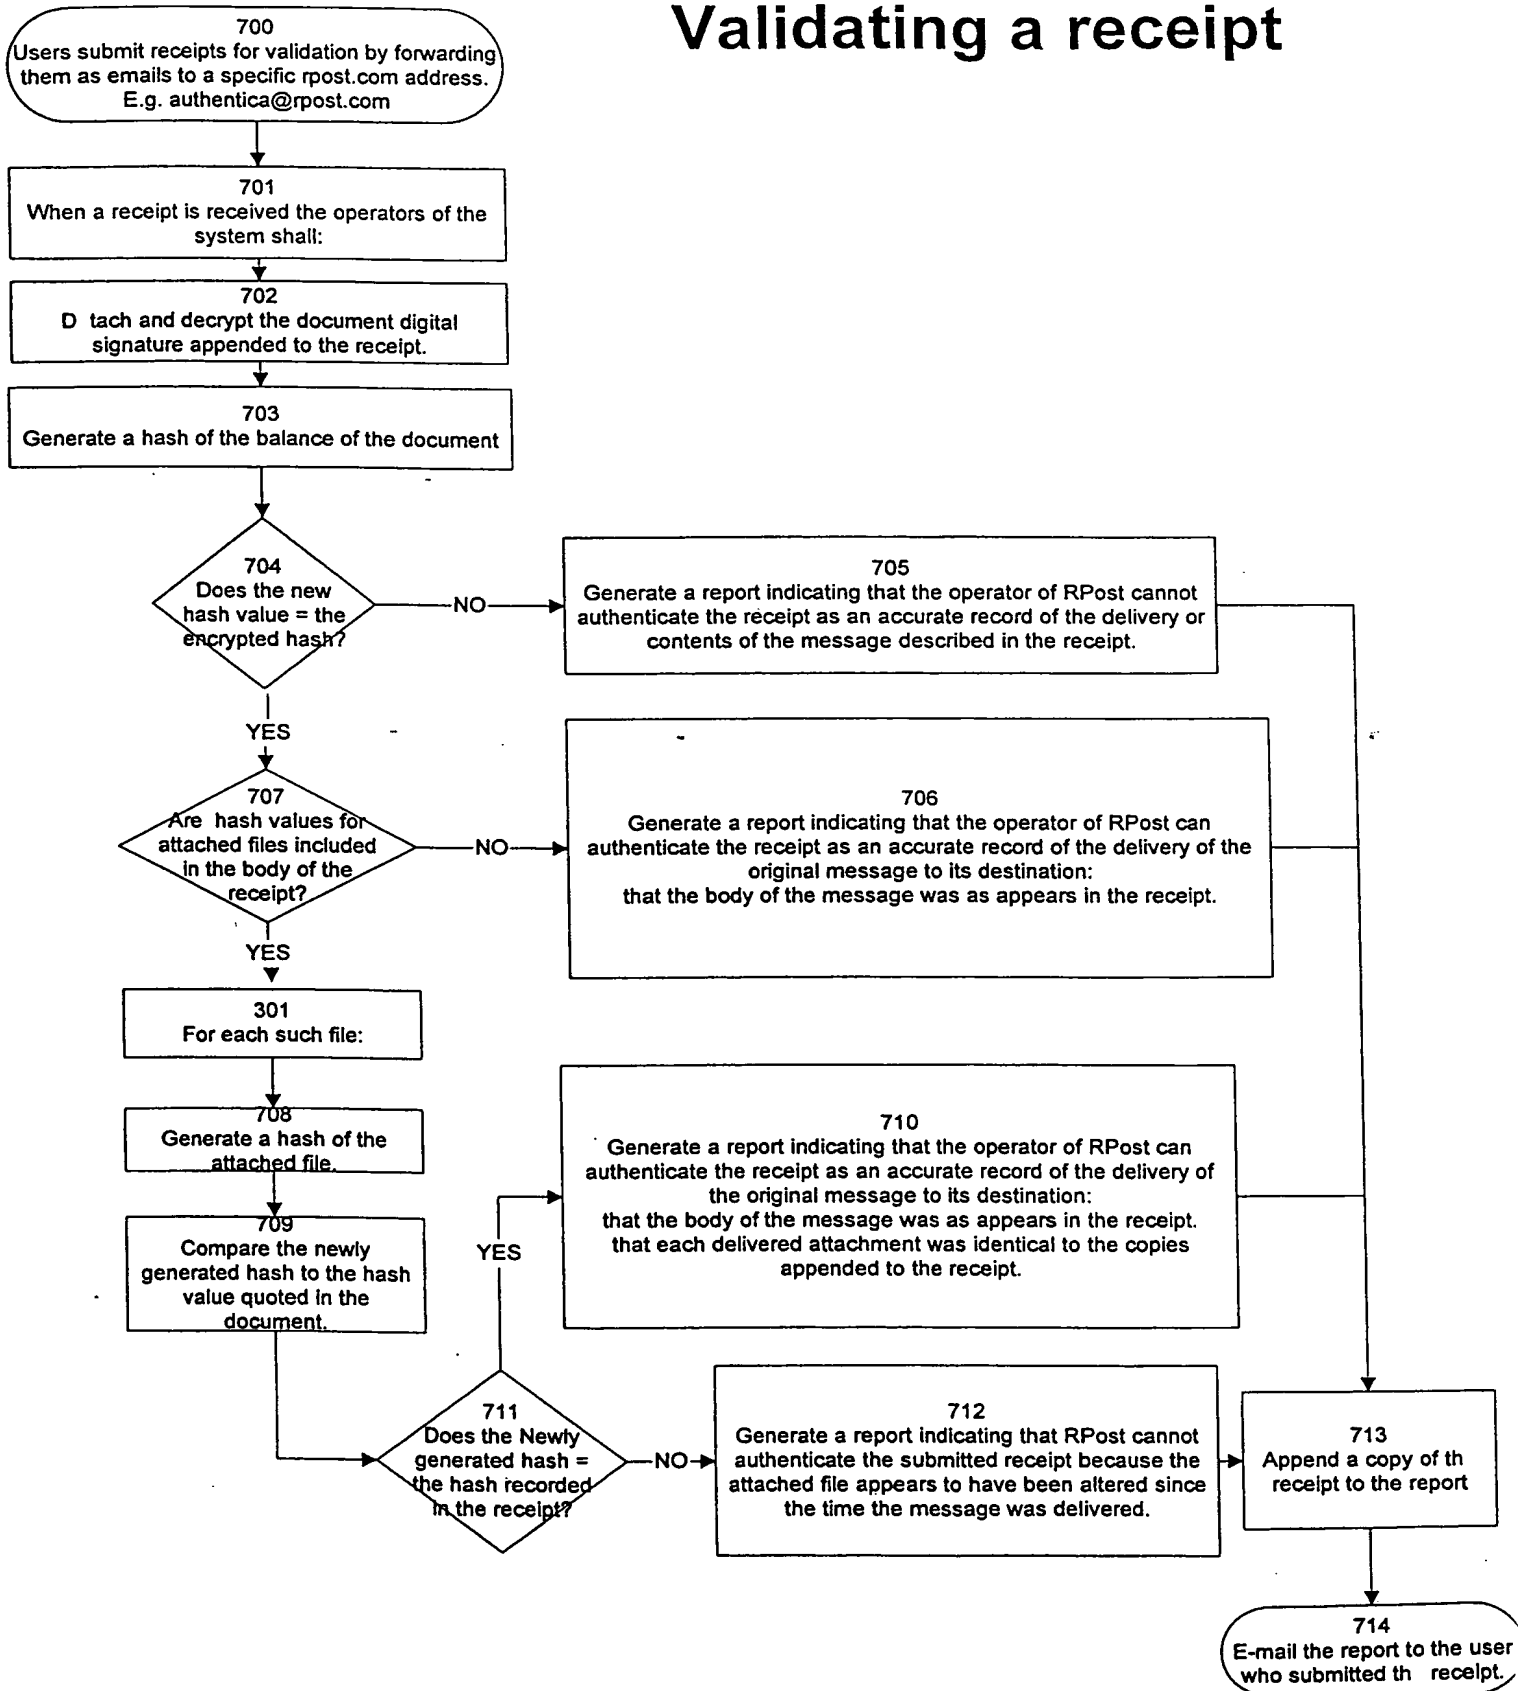 Validating a receipt
700
Users submit receipts for validation by forwarding
them as emails to a specific rpost.com address.
E.g. authentica@rpost.com
701
When a receipt is received the operators of the
system shall:
702
D tach and decrypt the document digital
signature appended to the receipt.
703
Generate a hash of the balance of the document
704
Does the new
hash value = the
encrypted hash?
NO
705
Generate a report indicating that the operator of RPost cannot
authenticate the receipt as an accurate record of the delivery or
contents of the message described in the receipt.
YES
707
Are hash values for
attached files included
in the body of the
receipt?
NO
706
Generate a report indicating that the operator of RPost can
authenticate the receipt as an accurate record of the delivery of the
original message to its destination:
that the body of the message was as appears in the receipt.
YES
301
For each such file:
708
Generate a hash of the
attached file.
709
Compare the newly
generated hash to the hash
value quoted in the
document.
YES
710
Generate a report indicating that the operator of RPost can
authenticate the receipt as an accurate record of the delivery of
the original message to its destination:
that the body of the message was as appears in the receipt.
that each delivered attachment was identical to the copies
appended to the receipt.
711
Does the Newly
generated hash =
the hash recorded
in the receipt?
NO
712
Generate a report indicating that RPost cannot
authenticate the submitted receipt because the
attached file appears to have been altered since
the time the message was delivered.
713
Append a copy of th
receipt to the report
714
E-mail the report to the user
who submitted th receipt.